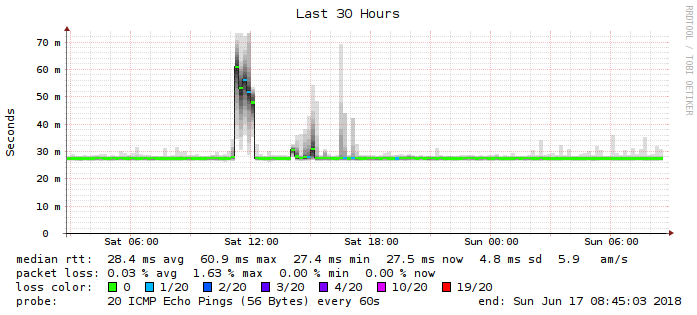 Last 30 Hours
RRDTOOL / TOBI OETIKER
Seconds
70 m
60 m
50 m
40 m
30 m
20 m
10 m
0
Sat 06:00 Sat 12:00 Sat 18:00 Sun 00:00 Sun 06:00
median rtt: 28.4 ms avg 60.9 ms max 27.4 ms min 27.5 ms now 4.8 ms sd 5.9 am/s
packet loss: 0.03 % avg 1.63 % max 0.00 % min 0.00 % now
loss color: 0 1/20 2/20 3/20 4/20 10/20 19/20
probe: 20 ICMP Echo Pings (56 Bytes) every 60s end: Sun Jun 17 08:45:03 2018